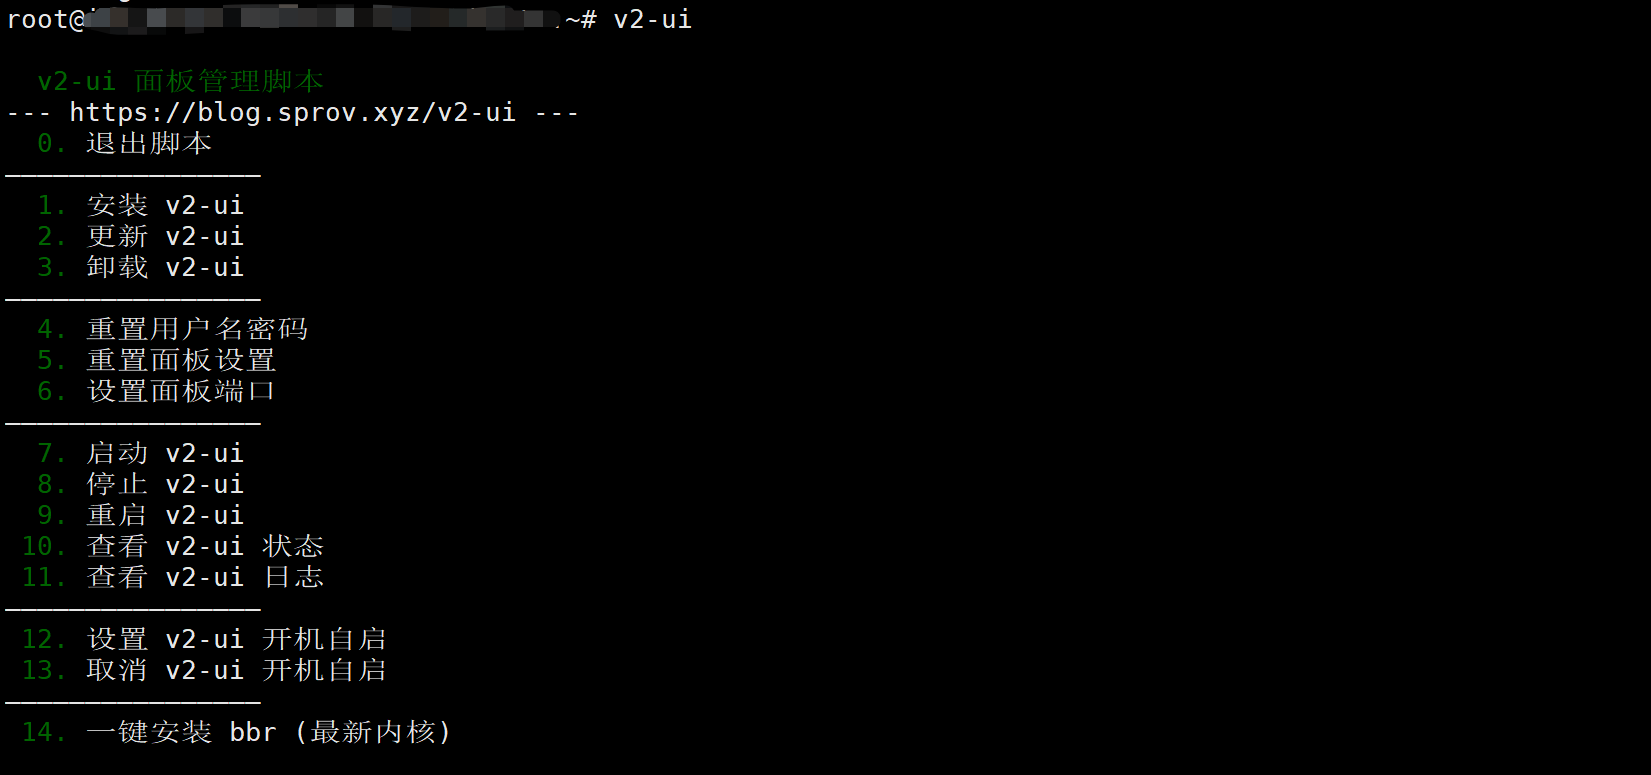 root@ ~# v2-ui
v2-ui 面板管理脚本
--- https://blog.sprov.xyz/v2-ui ---
0. 退出脚本
————————————————
1. 安装 v2-ui
2. 更新 v2-ui
3. 卸载 v2-ui
————————————————
4. 重置用户名密码
5. 重置面板设置
6. 设置面板端口
————————————————
7. 启动 v2-ui
8. 停止 v2-ui
9. 重启 v2-ui
10. 查看 v2-ui 状态
11. 查看 v2-ui 日志
————————————————
12. 设置 v2-ui 开机自启
13. 取消 v2-ui 开机自启
————————————————
14. 一键安装 bbr (最新内核)